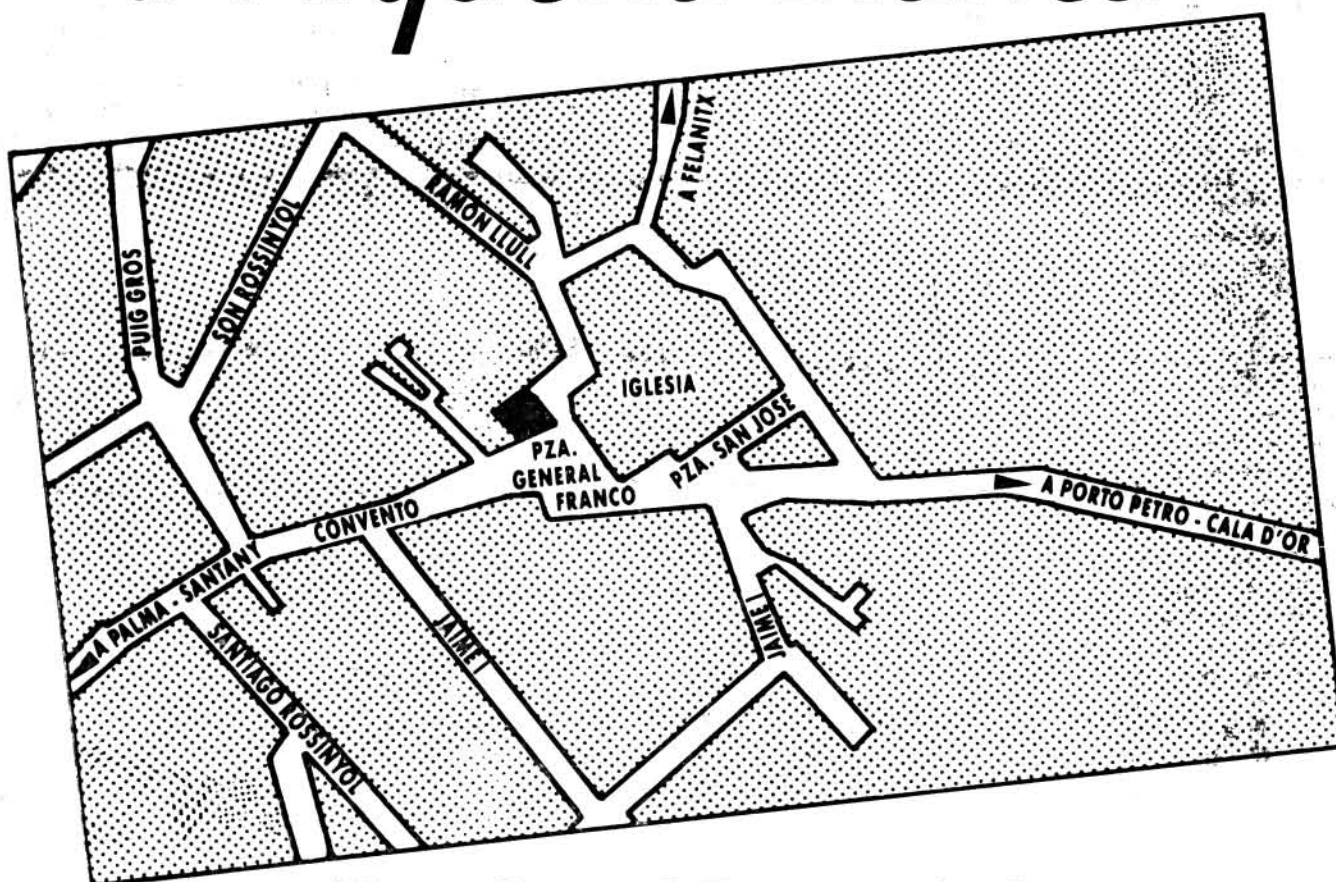 A FELANITX
RAMÓN LLULL
SON ROSSINYOL
PUIG GROS
IGLESIA
PZA. SAN JOSE
PZA.
GENERAL
FRANCO
CONVENTO
A PORTO PETRO - CALA D'OR
A PALMA - SANTANY
JAIME I
JAIME I
SANTIAGO ROSSINYOL